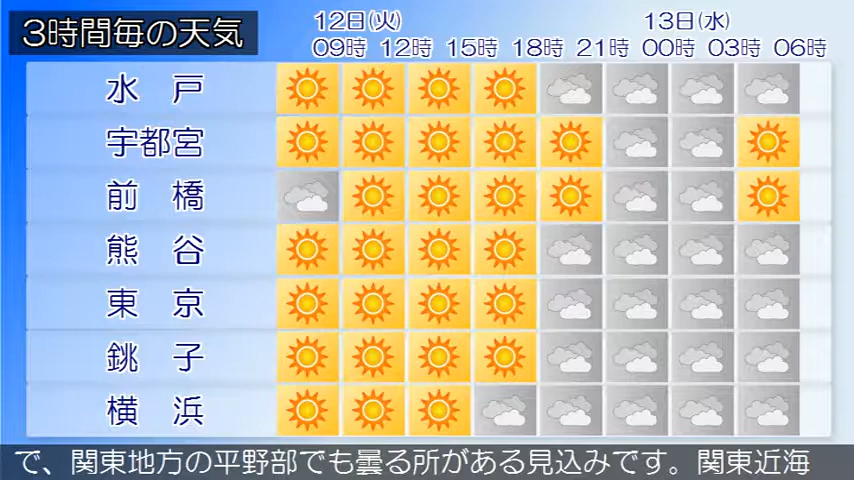 3時間毎の天気
12日(火) 13日(水)
09時 12時 15時 18時 21時 00時 03時 06時
水戸
宇都宮
前橋
熊谷
東京
銚子
横浜
で、関東地方の平野部でも曇る所がある見込みです。関東近海